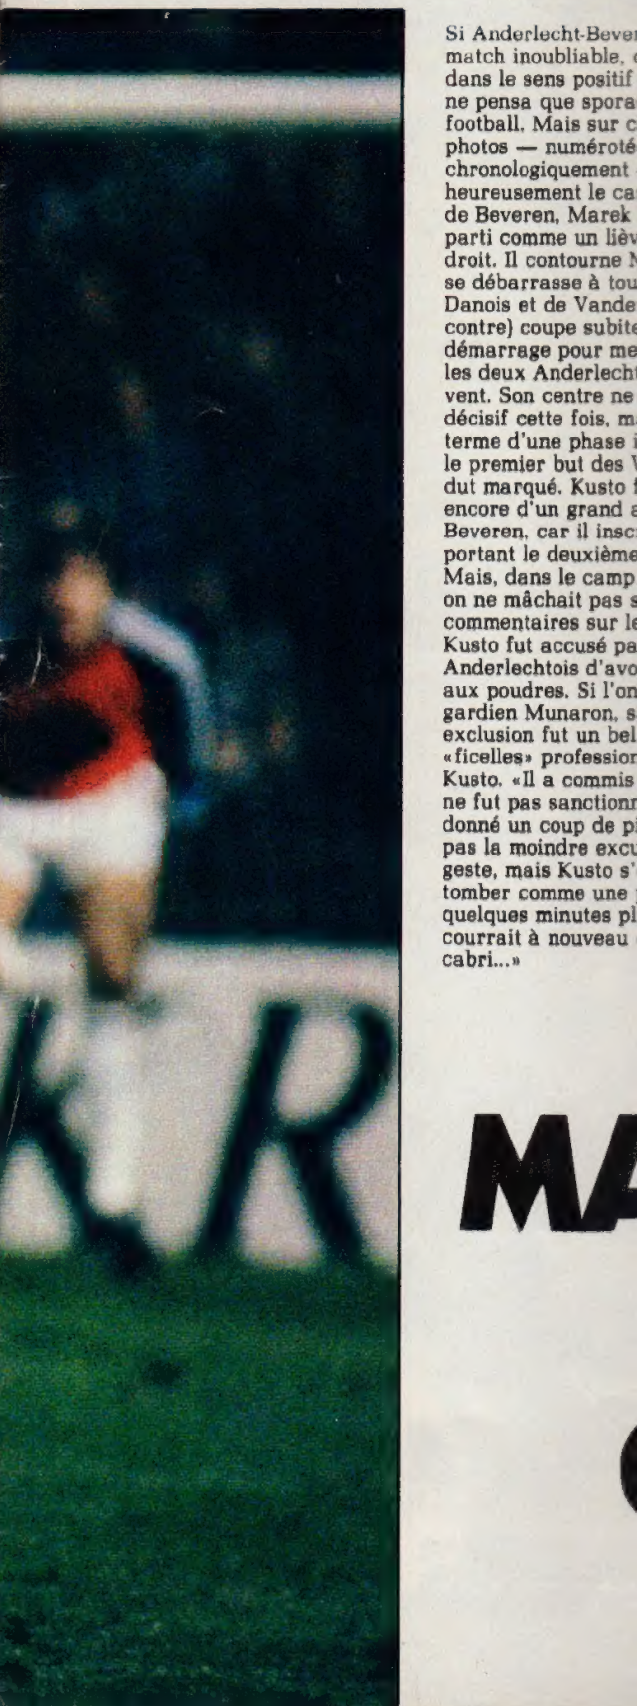 Si Anderlecht-Bever
match inoubliable,
dans le sens positif
ne pensa que spora
football. Mais sur c
photos — numéroté
chronologiquement
heureusement le ca
de Beveren, Marek
parti comme un lièv
droit. Il contourne
se débarrasse à tou
Danois et de Vande
contre) coupe subite
démarrage pour me
les deux Anderlecht
vent. Son centre ne
décisif cette fois, m
terme d'une phase i
le premier but des
dut marqué. Kusto f
encore d'un grand a
Beveren, car il insc
portant le deuxième
Mais, dans le camp
on ne mâchait pas s
commentaires sur le
Kusto fut accusé pa
Anderlechtois d'avo
aux poudres. Si l'on
gardien Munaron, s
exclusion fut un bel
«ficelles» profession
Kusto. «Il a commis
ne fut pas sanctionn
donné un coup de pi
pas la moindre excu
geste, mais Kusto s'
tomber comme une
quelques minutes pl
courrait à nouveau
cabri...»
MA
K R